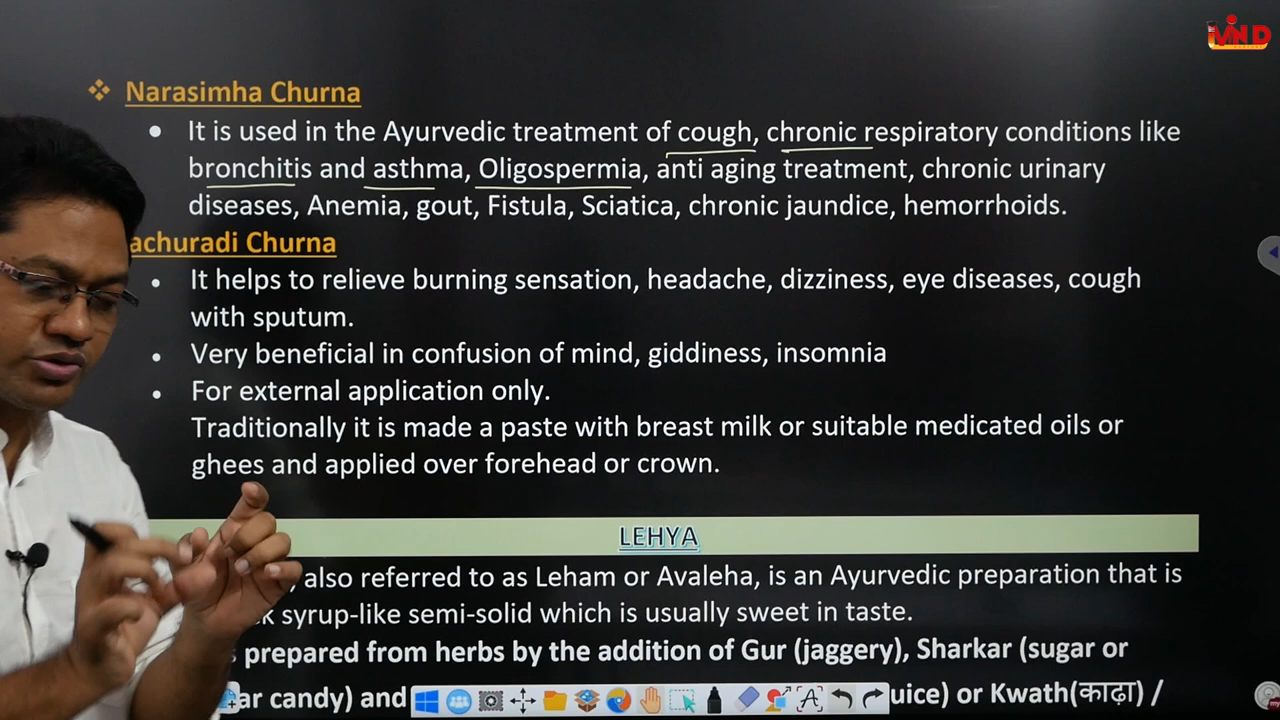 Narasimha Churna
It is used in the Ayurvedic treatment of cough, chronic respiratory conditions like
bronchitis and asthma, Oligospermia, anti aging treatment, chronic urinary
diseases, Anemia, gout, Fistula, Sciatica, chronic jaundice, hemorrhoids.
achuradi Churna
It helps to relieve burning sensation, headache, dizziness, eye diseases, cough
with sputum.
Very beneficial in confusion of mind, giddiness, insomnia
For external application only.
Traditionally it is made a paste with breast milk or suitable medicated oils or
ghees and applied over forehead or crown.
LEHYA
, also referred to as Leham or Avaleha, is an Ayurvedic preparation that is
k syrup-like semi-solid which is usually sweet in taste.
prepared from herbs by the addition of Gur (jaggery), Sharkar (sugar or
ar candy) and uice) or Kwath(काढ़ा) /